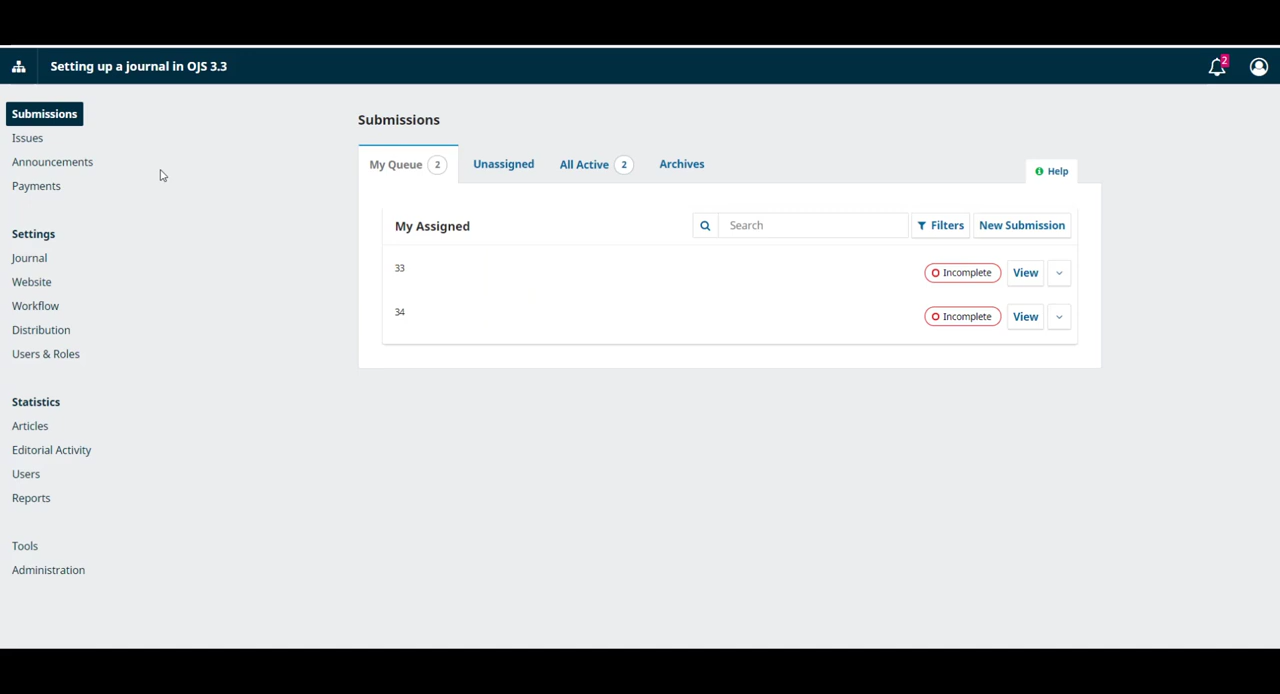 Setting up a journal in OJS 3.3
2
Submissions
Issues
Announcements
Payments
Settings
Journal
Website
Workflow
Distribution
Users & Roles
Statistics
Articles
Editorial Activity
Users
Reports
Tools
Administration
Submissions
My Queue 2 Unassigned All Active 2 Archives
Help
My Assigned Search Filters New Submission
33 Incomplete View
34 Incomplete View